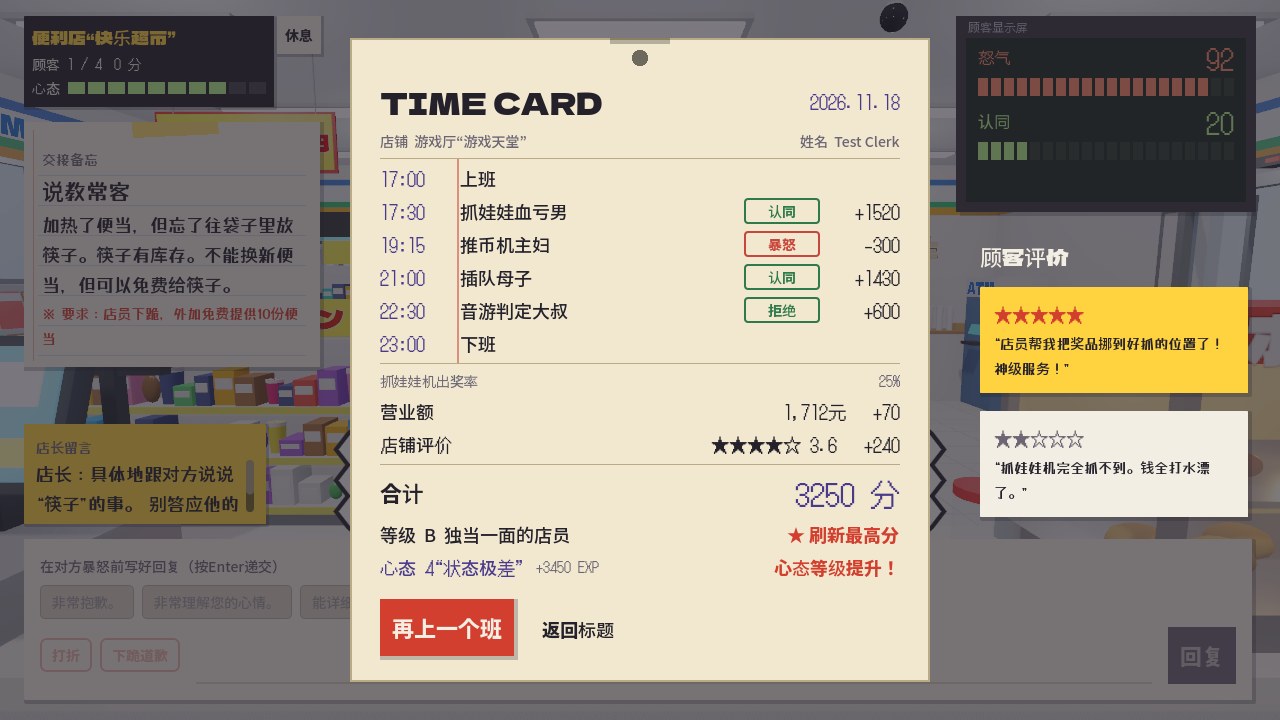 便利店“快乐超市”
顾客 1/4 0分
心态
休息
交接备忘
说教常客
加热了便当，但忘了往袋子里放
筷子。筷子有库存。不能换新便
当，但可以免费给筷子。
※ 要求：店员下跪，外加免费提供10份便
当
店长留言
店长：具体地跟对方说说
“筷子”的事。 别答应他的
在对方暴怒前写好回复（按Enter递交）
非常抱歉。
非常理解您的心情。
能详细
打折
下跪道歉
回复
TIME CARD
2026.11.18
店铺 游戏厅“游戏天堂”
姓名 Test Clerk
17:00 上班
17:30 抓娃娃血亏男 认同 +1520
19:15 推币机主妇 暴怒 -300
21:00 插队母子 认同 +1430
22:30 音游判定大叔 拒绝 +600
23:00 下班
抓娃娃机出奖率 25%
营业额 1,712元 +70
店铺评价 ★★★★☆ 3.6 +240
合计 3250 分
等级 B 独当一面的店员 ★ 刷新最高分
心态 4“状态极差” +3450 EXP 心态等级提升！
再上一个班
返回标题
顾客显示屏
怒气 92
认同 20
ATM
顾客评价
★★★★★
“店员帮我把奖品挪到好抓的位置了！
神级服务！”
★★☆☆☆
“抓娃娃机完全抓不到。钱全打水漂
了。”